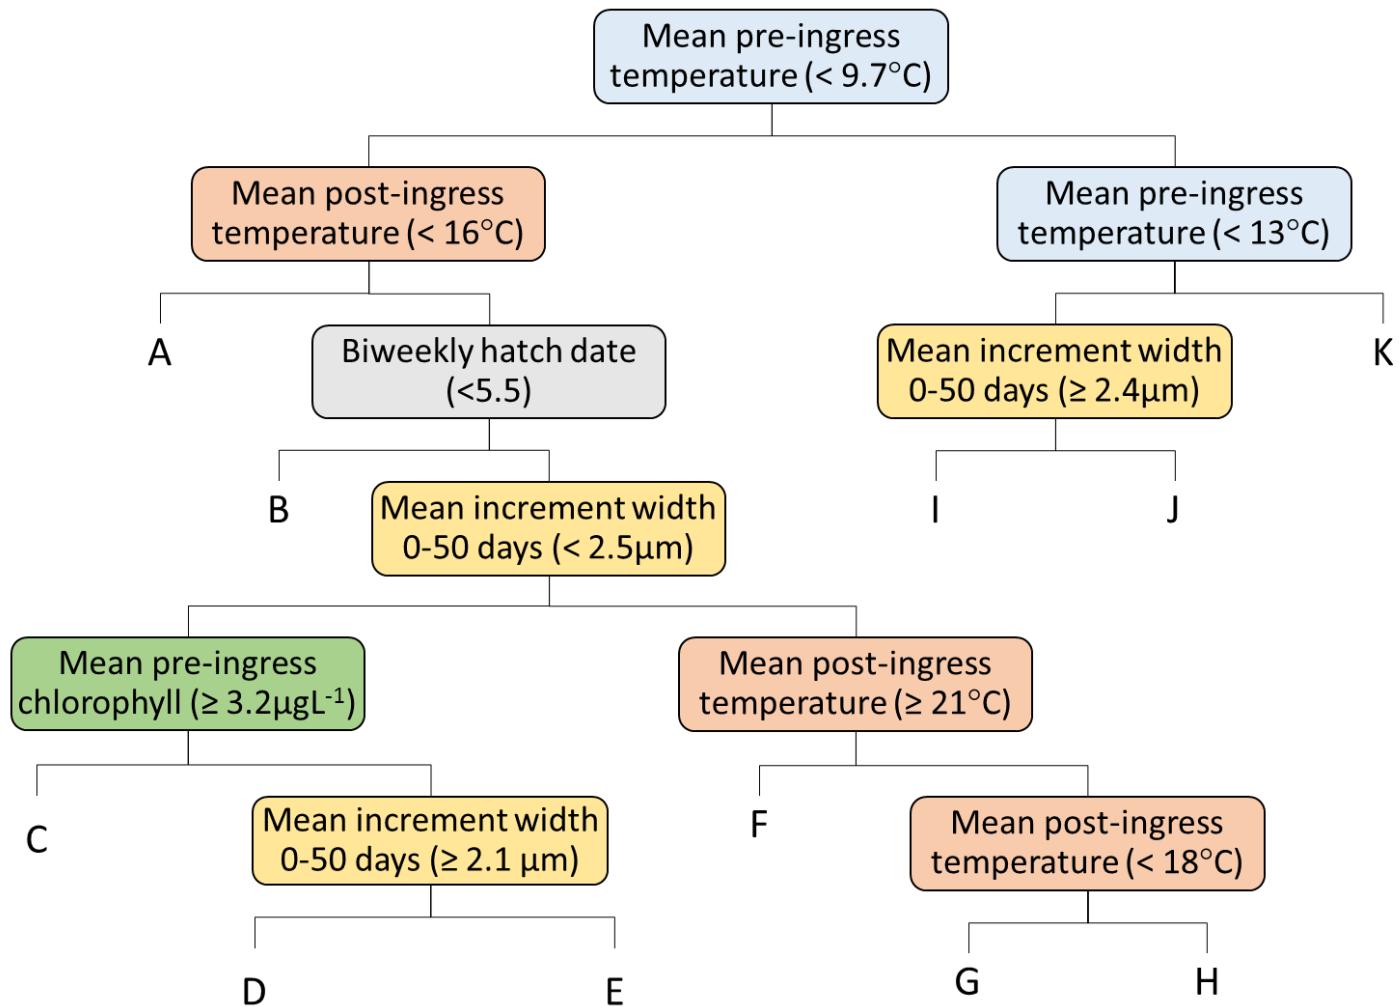 Mean pre-ingress
temperature (< 9.7°C)
Mean post-ingress
temperature (< 16°C)
Mean pre-ingress
temperature (< 13°C)
A
Biweekly hatch date
(<5.5)
Mean increment width
0-50 days (≥ 2.4µm)
K
B
Mean increment width
0-50 days (< 2.5µm)
I
J
Mean pre-ingress
chlorophyll (≥ 3.2µgL⁻¹)
Mean post-ingress
temperature (≥ 21°C)
C
Mean increment width
0-50 days (≥ 2.1 µm)
F
Mean post-ingress
temperature (< 18°C)
D
E
G
H